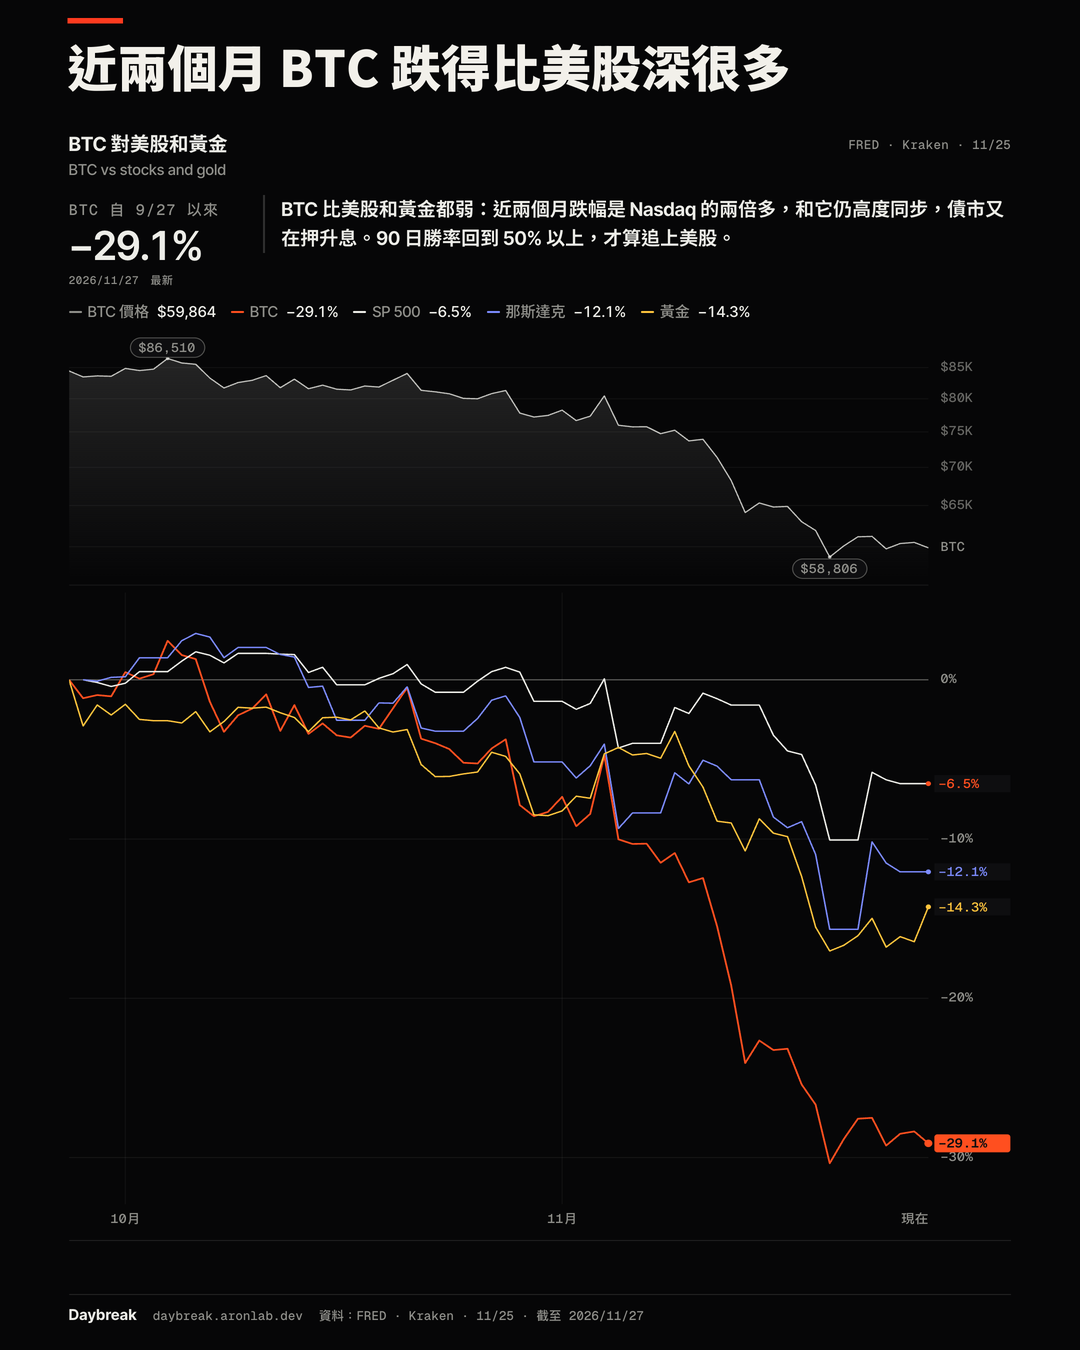 近兩個月 BTC 跌得比美股深很多
BTC 對美股和黃金
BTC vs stocks and gold
FRED · Kraken · 11/25
BTC 自 9/27 以來
−29.1%
2026/11/27 最新
BTC 比美股和黃金都弱：近兩個月跌幅是 Nasdaq 的兩倍多，和它仍高度同步，債市又
在押升息。90 日勝率回到 50% 以上，才算追上美股。
BTC 價格 $59,864 BTC −29.1% SP 500 −6.5% 那斯達克 −12.1% 黃金 −14.3%
$86,510
$85K
$80K
$75K
$70K
$65K
BTC
$58,806
0%
−6.5%
−10%
−12.1%
−14.3%
−20%
−29.1%
−30%
10月 11月 現在
Daybreak daybreak.aronlab.dev 資料：FRED · Kraken · 11/25 · 截至 2026/11/27